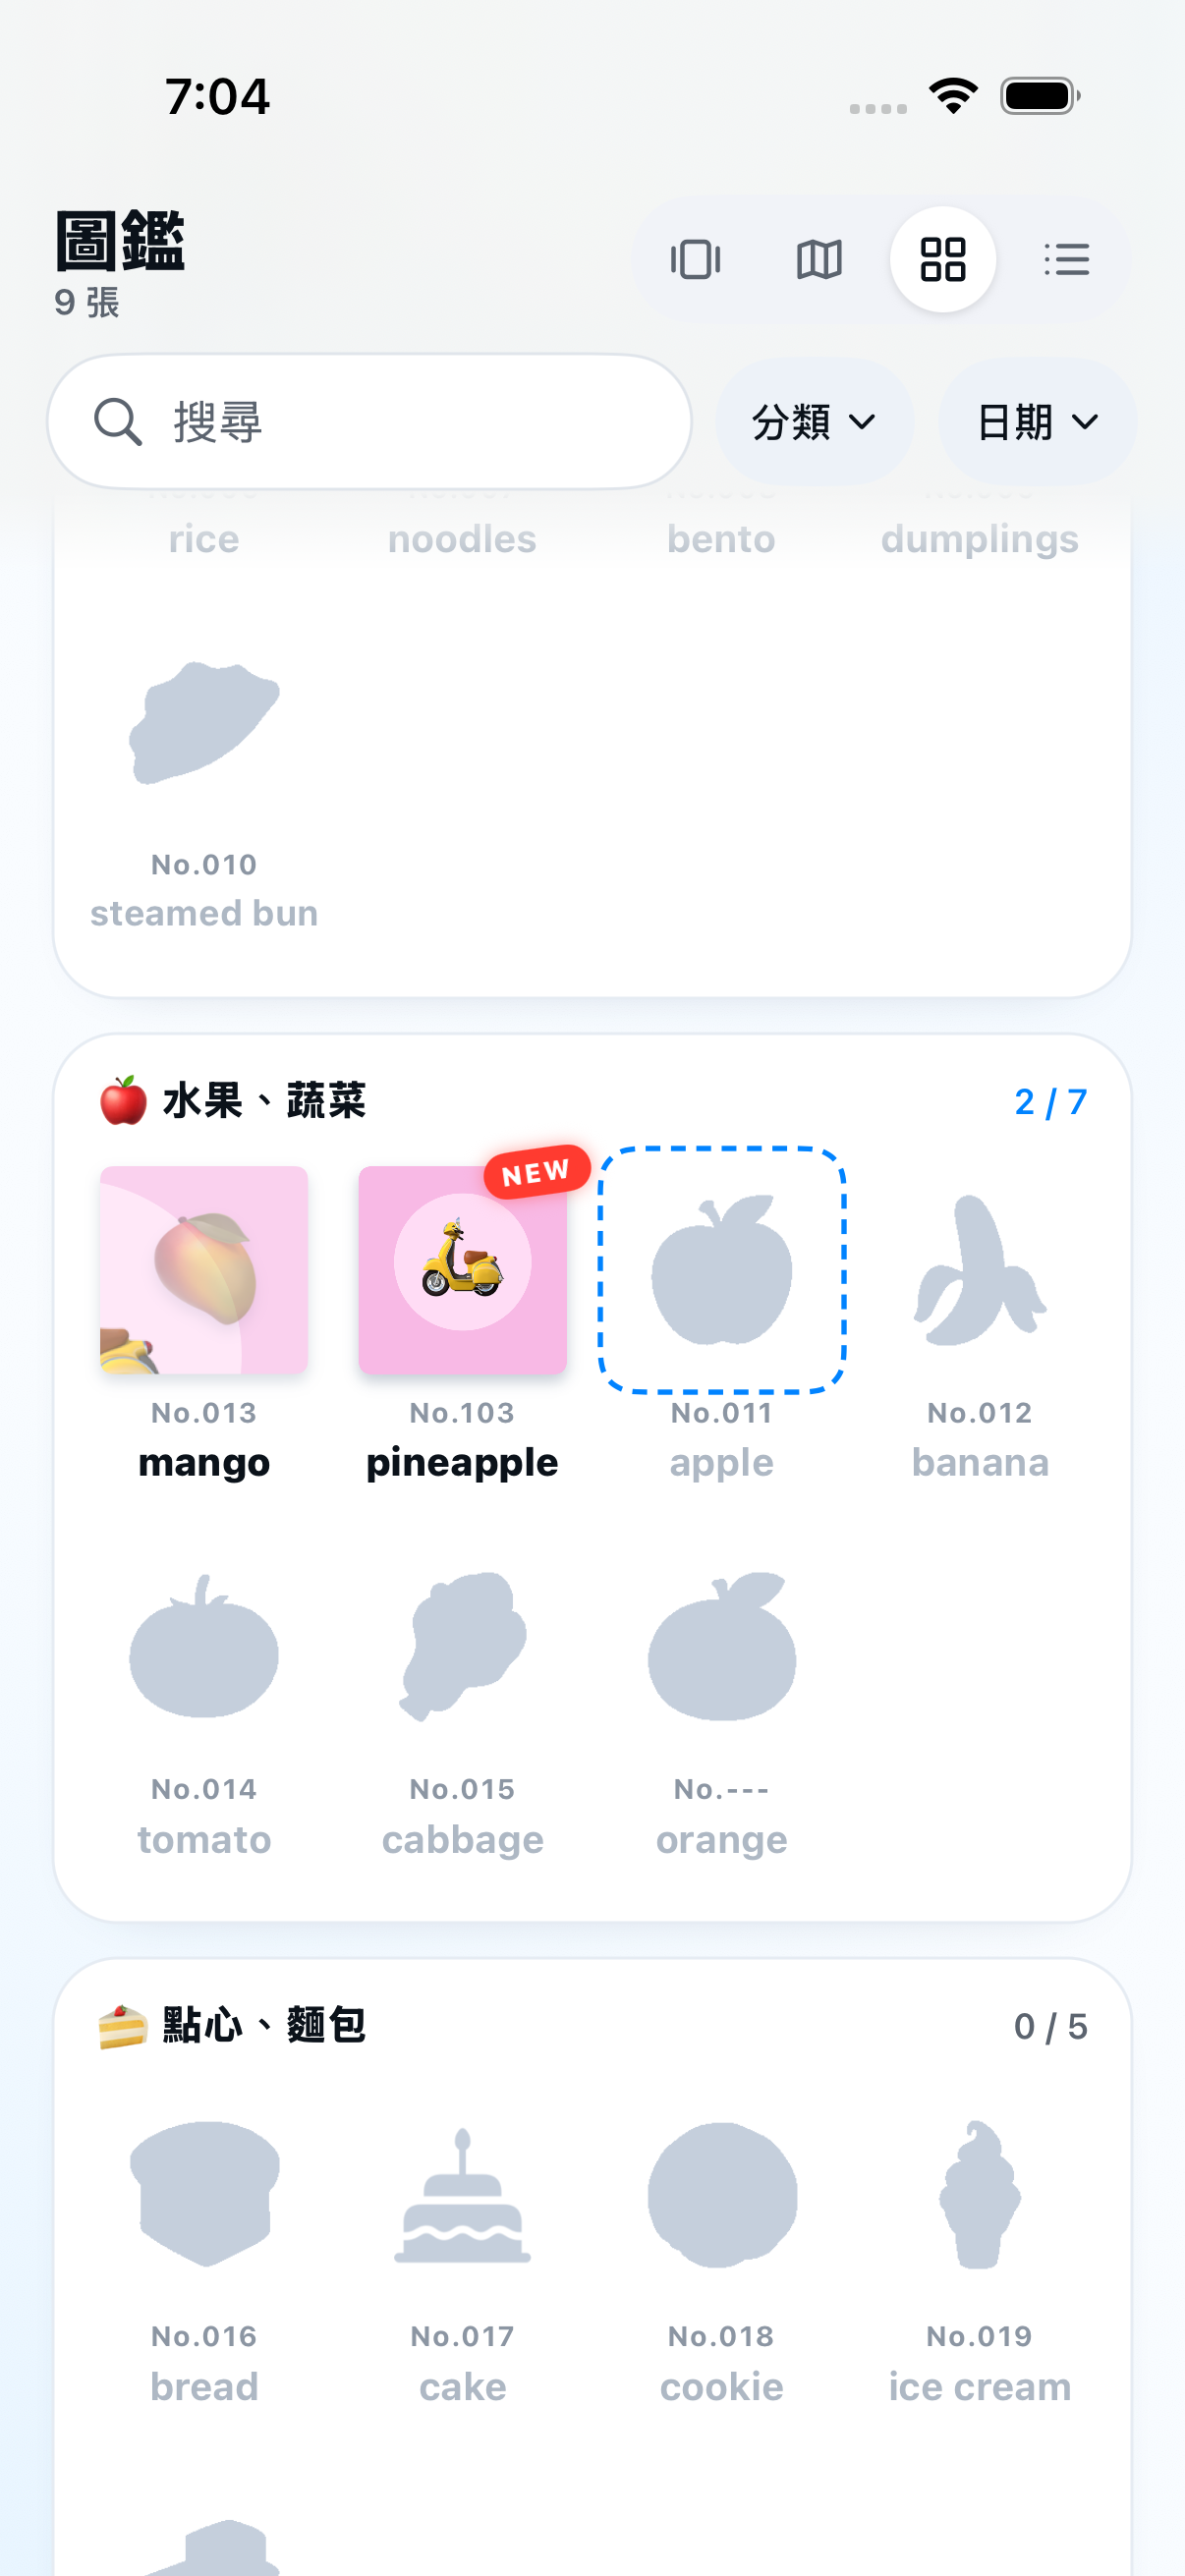 7:04
圖鑑
9 張
搜尋
分類
日期
rice noodles bento dumplings
No.010
steamed bun
水果、蔬菜 2 / 7
NEW
No.013 No.103 No.011 No.012
mango pineapple apple banana
No.014 No.015 No.---
tomato cabbage orange
點心、麵包 0 / 5
No.016 No.017 No.018 No.019
bread cake cookie ice cream